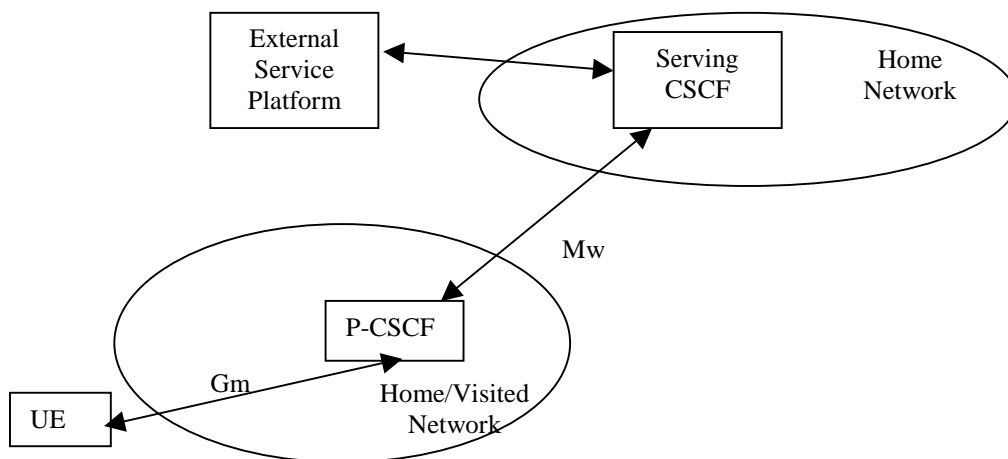 External
Service
Platform
Serving
CSCF
Home
Network
Mw
P-CSCF
Gm
Home/Visited
Network
UE